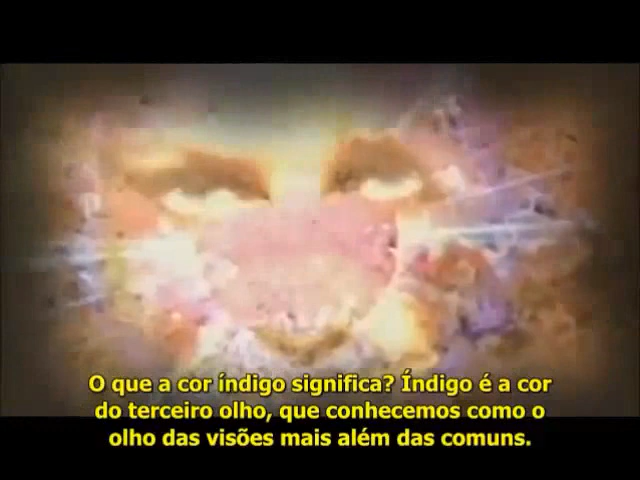 O que a cor índigo significa? Índigo é a cor
do terceiro olho, que conhecemos como o
olho das visões mais além das comuns.